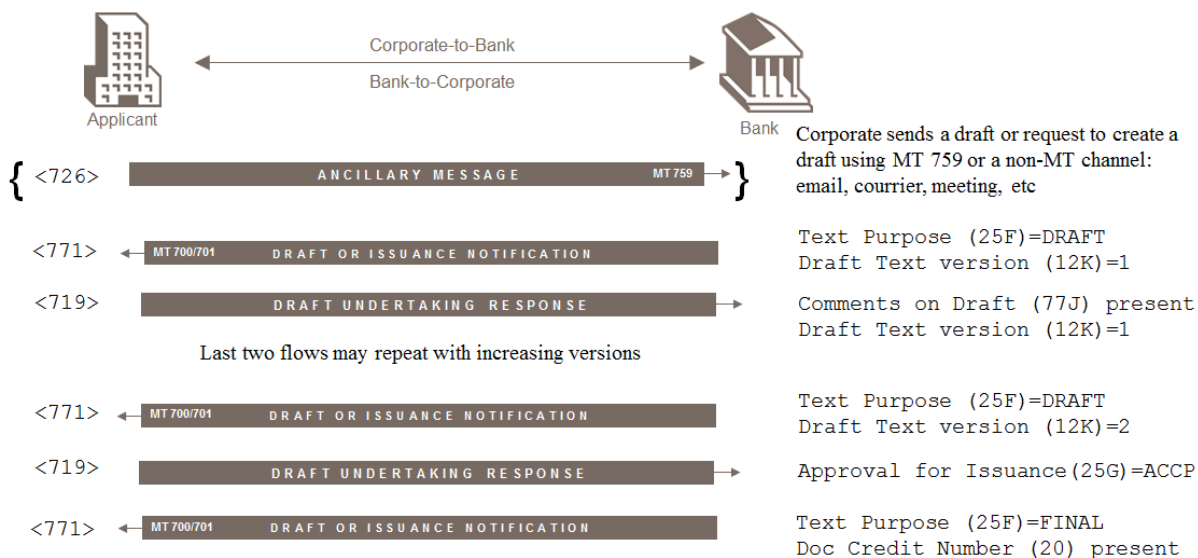 Corporate-to-Bank
Bank-to-Corporate
Applicant
Bank
Corporate sends a draft or request to create a
draft using MT 759 or a non-MT channel:
email, courrier, meeting, etc
{ <726> ANCILLARY MESSAGE MT 759 }
<771> MT 700/701 DRAFT OR ISSUANCE NOTIFICATION
Text Purpose (25F)=DRAFT
Draft Text version (12K)=1
<719> DRAFT UNDERTAKING RESPONSE
Comments on Draft (77J) present
Draft Text version (12K)=1
Last two flows may repeat with increasing versions
<771> MT 700/701 DRAFT OR ISSUANCE NOTIFICATION
Text Purpose (25F)=DRAFT
Draft Text version (12K)=2
<719> DRAFT UNDERTAKING RESPONSE
Approval for Issuance(25G)=ACCP
<771> MT 700/701 DRAFT OR ISSUANCE NOTIFICATION
Text Purpose (25F)=FINAL
Doc Credit Number (20) present